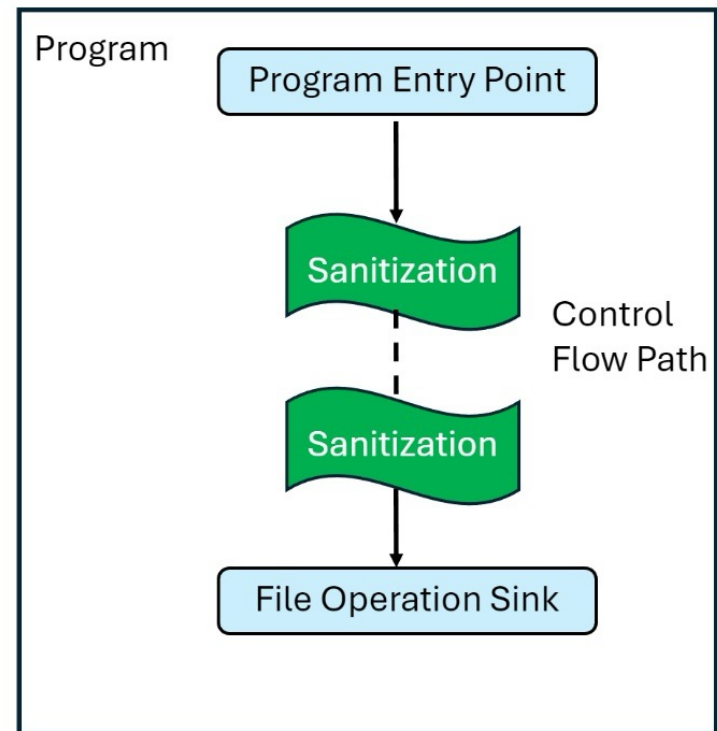 Program
Program Entry Point
Sanitization
Control
Flow Path
Sanitization
File Operation Sink